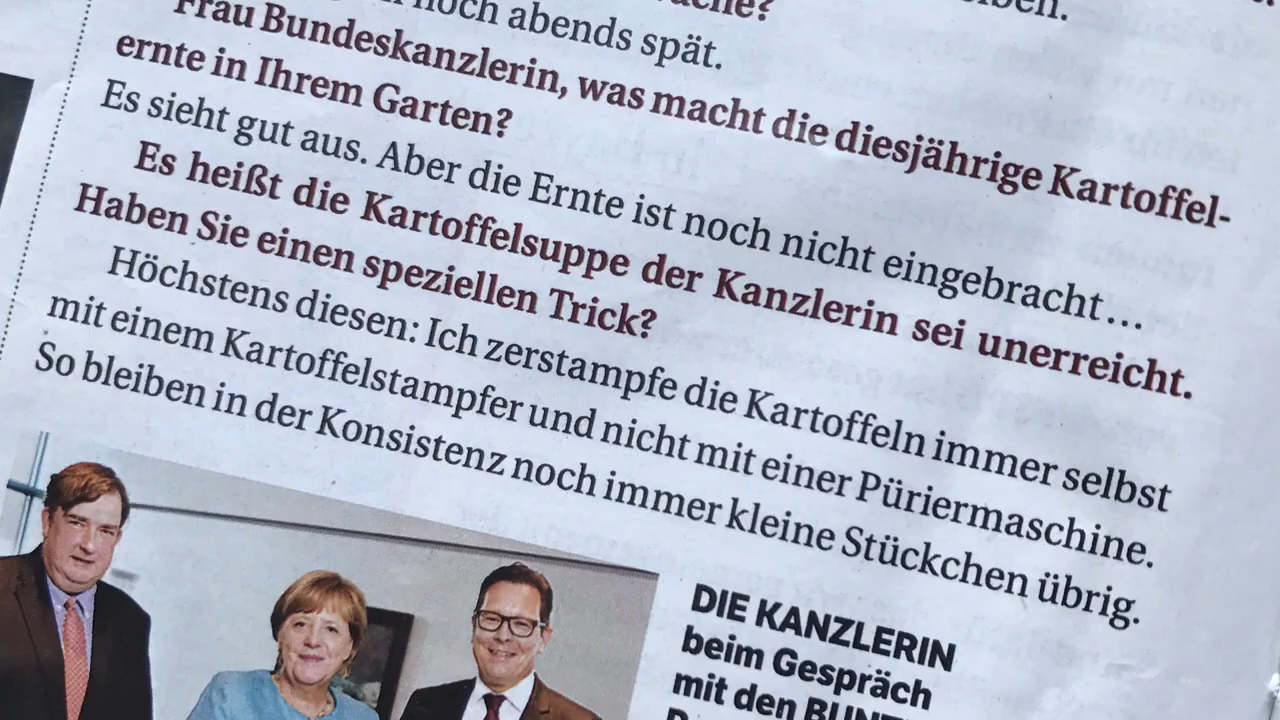 noch abends spät.
Frau Bundeskanzlerin, was macht die diesjährige Kartoffel-
ernte in Ihrem Garten?
Es sieht gut aus. Aber die Ernte ist noch nicht eingebracht…
Es heißt die Kartoffelsuppe der Kanzlerin sei unerreicht.
Haben Sie einen speziellen Trick?
Höchstens diesen: Ich zerstampfe die Kartoffeln immer selbst
mit einem Kartoffelstampfer und nicht mit einer Püriermaschine.
So bleiben in der Konsistenz noch immer kleine Stückchen übrig.
DIE KANZLERIN
beim Gespräch
mit den